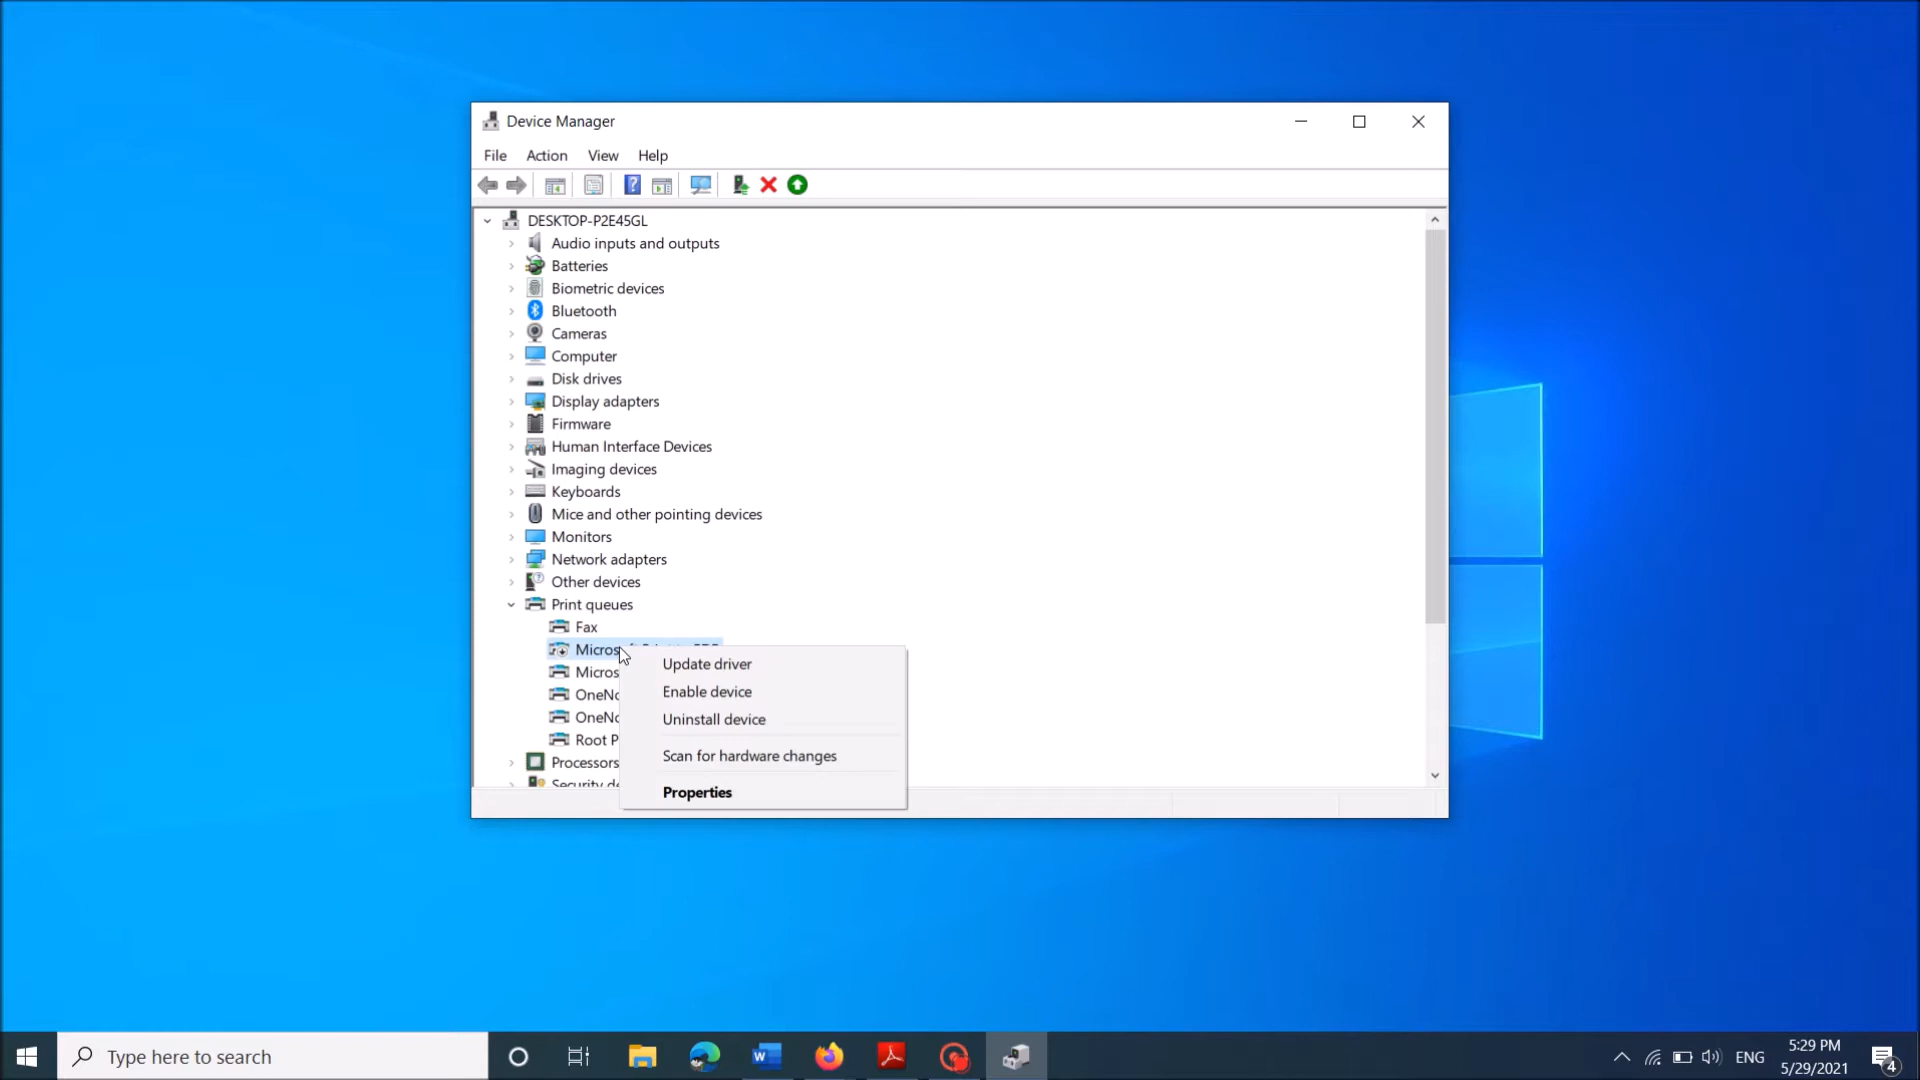 Device Manager
File Action View Help
DESKTOP-P2E45GL
Audio inputs and outputs
Batteries
Biometric devices
Bluetooth
Cameras
Computer
Disk drives
Display adapters
Firmware
Human Interface Devices
Imaging devices
Keyboards
Mice and other pointing devices
Monitors
Network adapters
Other devices
Print queues
Fax
Micros
Micros
OneNo
OneNo
Root P
Processors
Security de
Update driver
Enable device
Uninstall device
Scan for hardware changes
Properties
Type here to search
ENG
5:29 PM
5/29/2021
4